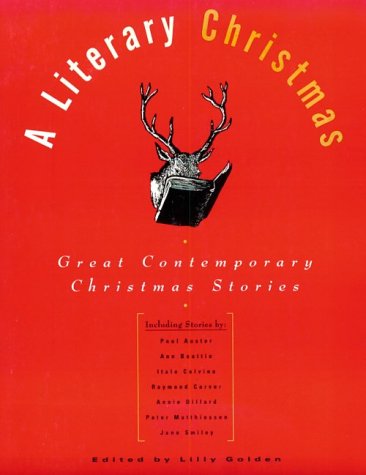 A Literary Christmas
Great Contemporary
Christmas Stories
Including Stories by:
Paul Auster
Ann Beattie
Italo Calvino
Raymond Carver
Annie Dillard
Peter Matthiessen
Jane Smiley
Edited by Lilly Golden